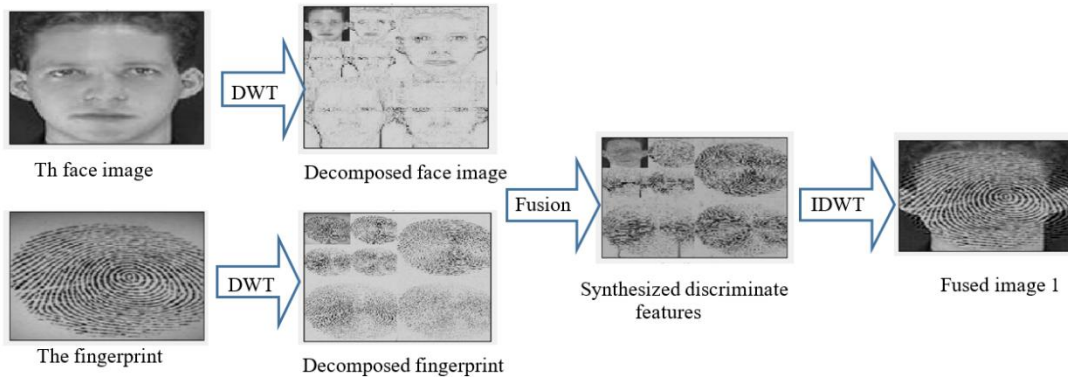 DWT
Th face image
Decomposed face image
Fusion
IDWT
DWT
Synthesized discriminate
features
Fused image 1
The fingerprint
Decomposed fingerprint